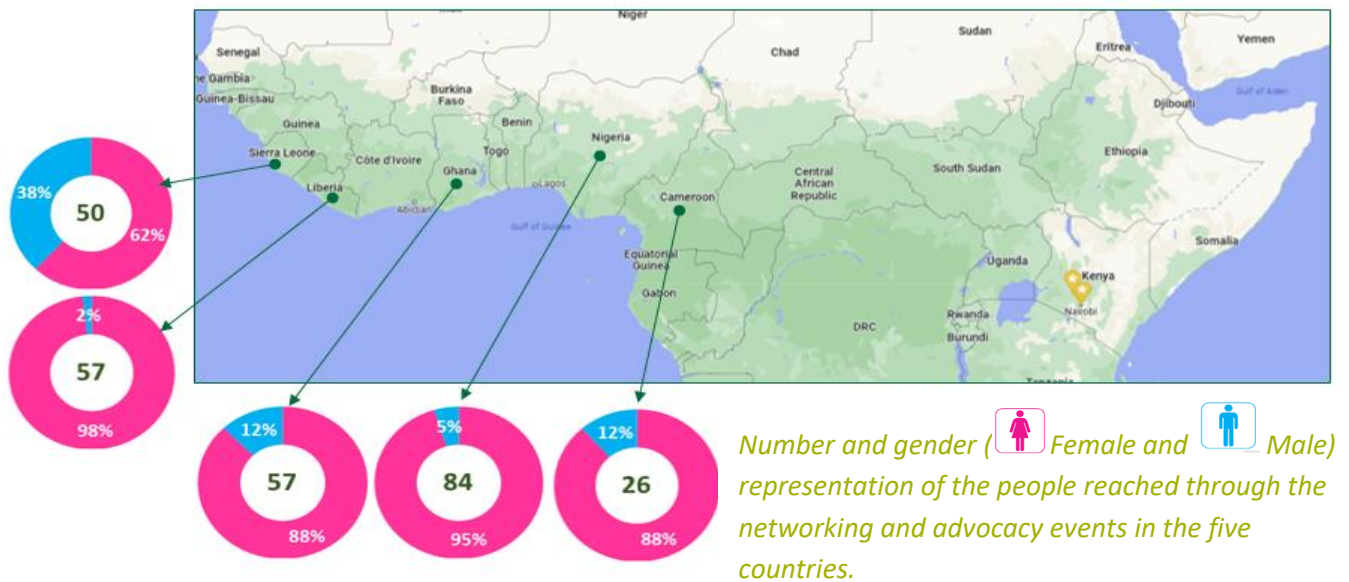 Niger
Sudan
Yemen
Senegal
Chad
Eritrea
he Gambia
Burkina
Faso
Gulf of Aden
Guinea-Bissau
Djibouti
Benin
Guinea
Nigeria
Sierra Leone
Côte d'Ivoire
Togo
Ghana
Ethiopia
Central
African
Republic
South Sudan
Liberia
Lagos
Cameroon
Abidjan
Gulf of Guinea
Somalia
Equatorial
Guinea
Uganda
Kenya
Gabon
Nairobi
Rwanda
DRC
Burundi
Tanzania
38%
50
62%
2%
57
98%
12%
57
88%
5%
84
95%
12%
26
88%
Number and gender ( Female and Male)
representation of the people reached through the
networking and advocacy events in the five
countries.